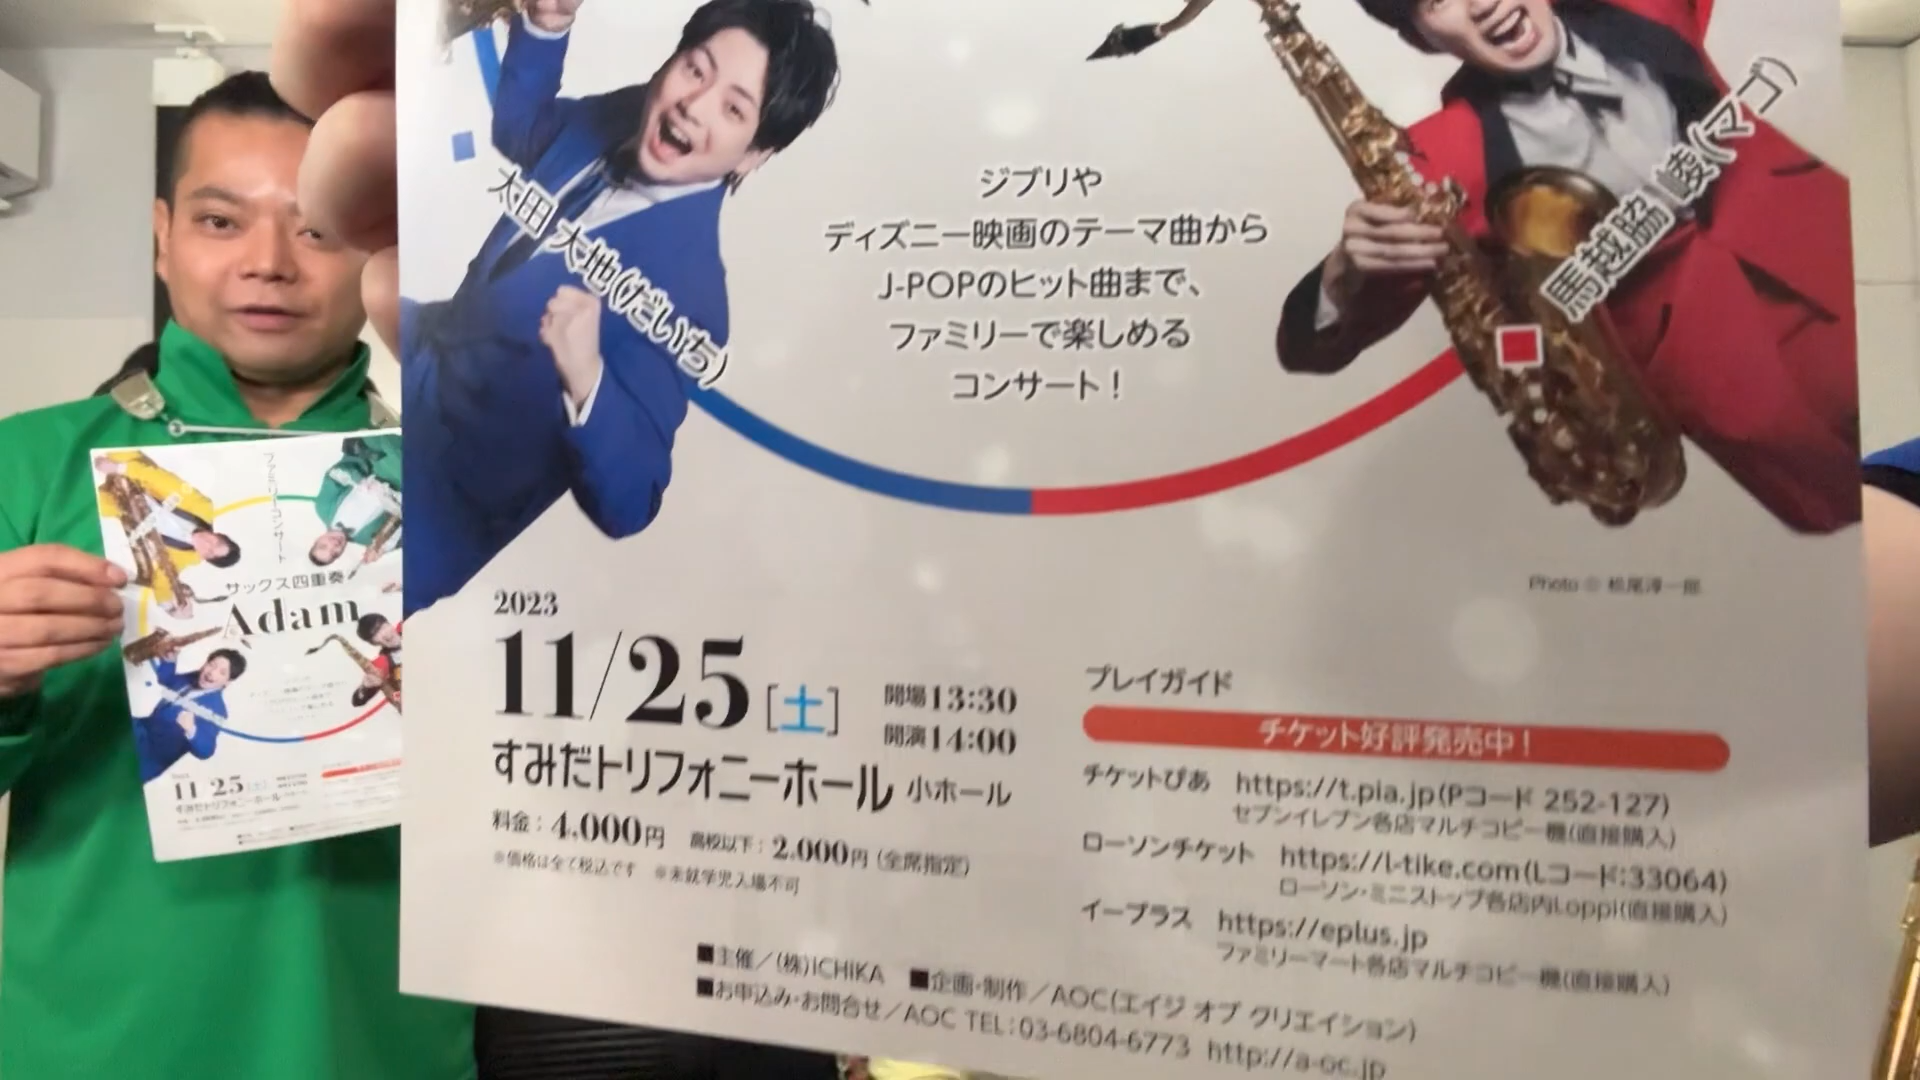 太田 大地(だいち)
馬越脇 崚(マゴ)
ジブリや
ディズニー映画のテーマ曲から
J-POPのヒット曲まで、
ファミリーで楽しめる
コンサート！
Photo © 松尾淳一郎
2023
11/25[土]
開場13:30
開演14:00
すみだトリフォニーホール 小ホール
料金：4,000円 高校以下：2,000円(全席指定)
※価格は全て税込です ※未就学児入場不可
プレイガイド
チケット好評発売中！
チケットぴあ https://t.pia.jp(Pコード 252-127)
セブンイレブン各店マルチコピー機(直接購入)
ローソンチケット https://l-tike.com(Lコード:33064)
ローソン・ミニストップ各店内Loppi(直接購入)
イープラス https://eplus.jp
ファミリーマート各店マルチコピー機(直接購入)
■主催／(株)ICHIKA ■企画・制作／AOC(エイジ オブ クリエイション)
■お申込み・お問合せ／AOC TEL：03-6804-6773 http://a-oc.jp
ファミリーコンサート
サックス四重奏
Adam
11/25[土]
すみだトリフォニーホール